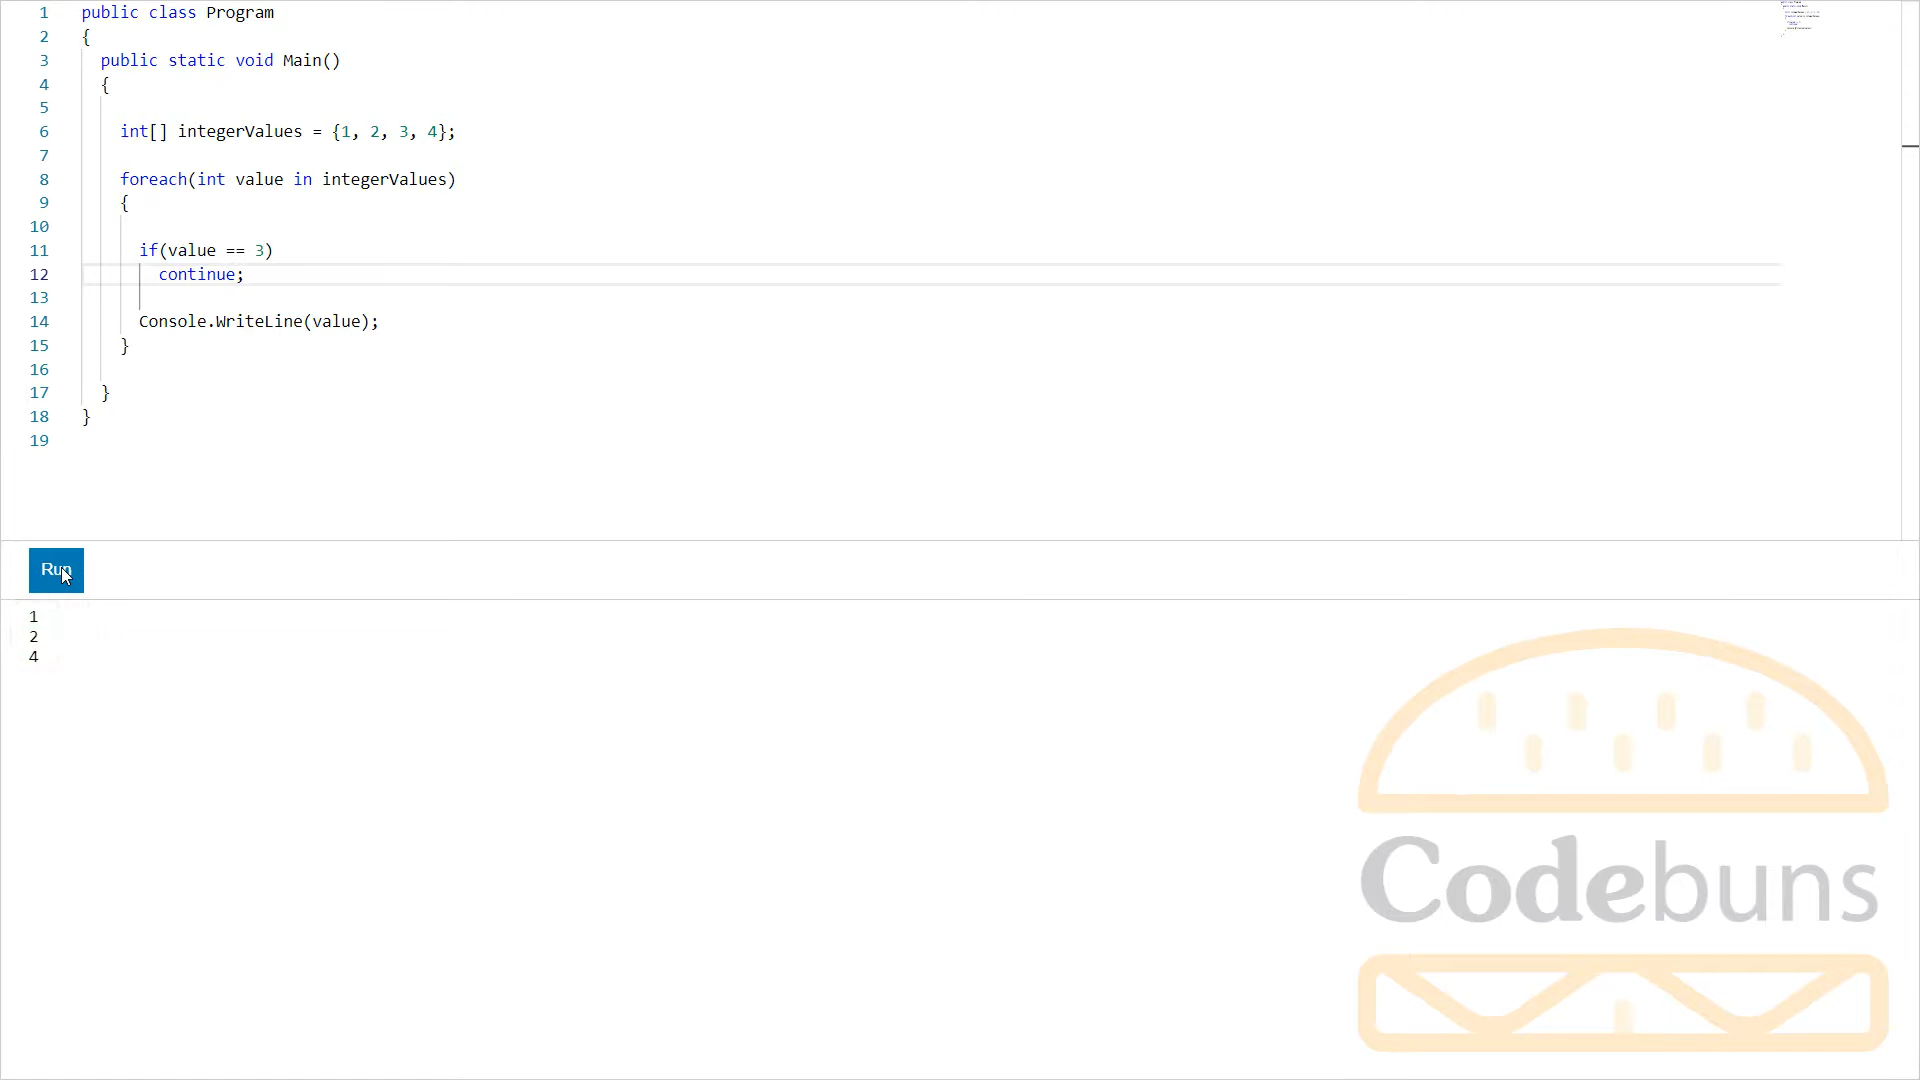 1 public class Program
2 {
3 public static void Main()
4 {
5
6 int[] integerValues = {1, 2, 3, 4};
7
8 foreach(int value in integerValues)
9 {
10
11 if(value == 3)
12 continue;
13
14 Console.WriteLine(value);
15 }
16
17 }
18 }
19
Run
1
2
4
Codebuns